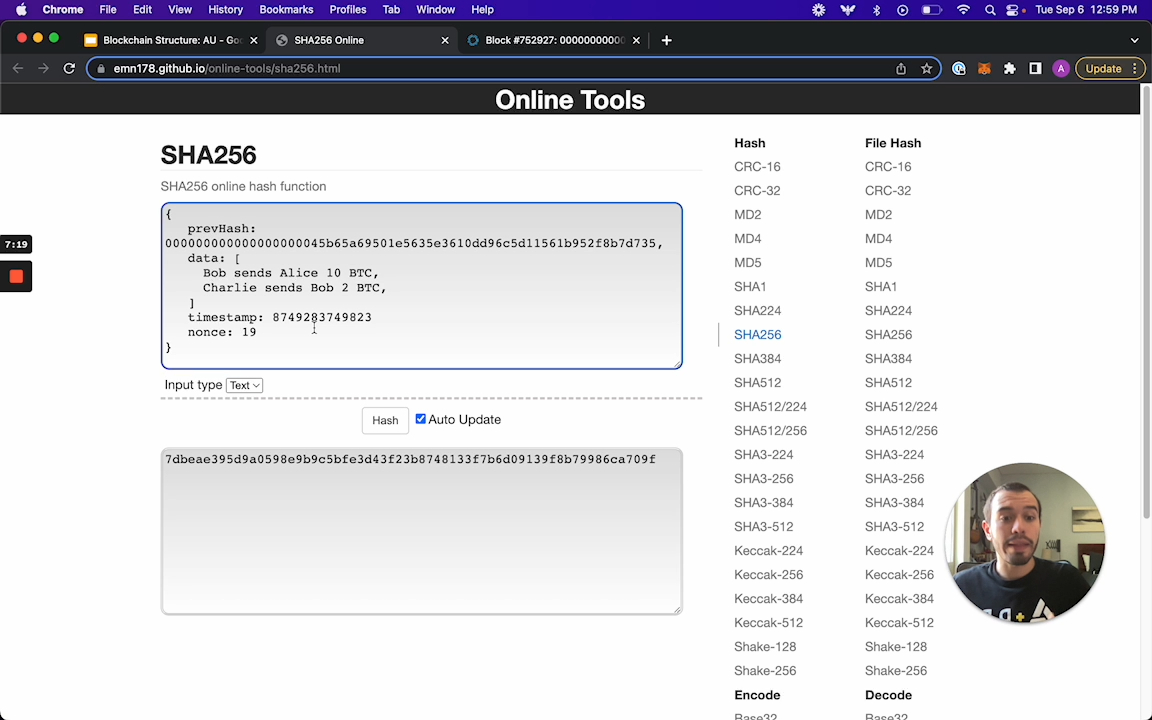 Chrome File Edit View History Bookmarks Profiles Tab Window Help Tue Sep 6 12:59 PM
Blockchain Structure: AU - Goo SHA256 Online Block #752927: 00000000000
emn178.github.io/online-tools/sha256.html A Update
Online Tools
SHA256
SHA256 online hash function
{
prevHash:
0000000000000000000045b65a69501e5635e3610dd96c5d11561b952f8b7d735,
data: [
Bob sends Alice 10 BTC,
Charlie sends Bob 2 BTC,
]
timestamp: 8749283749823
nonce: 19
}
Input type Text
Hash Auto Update
7dbeae395d9a0598e9b9c5bfe3d43f23b8748133f7b6d09139f8b79986ca709f
7:19
Hash
CRC-16
CRC-32
MD2
MD4
MD5
SHA1
SHA224
SHA256
SHA384
SHA512
SHA512/224
SHA512/256
SHA3-224
SHA3-256
SHA3-384
SHA3-512
Keccak-224
Keccak-256
Keccak-384
Keccak-512
Shake-128
Shake-256
Encode
Base32
File Hash
CRC-16
CRC-32
MD2
MD4
MD5
SHA1
SHA224
SHA256
SHA384
SHA512
SHA512/224
SHA512/256
SHA3-224
SHA3-256
SHA3-384
SHA3-512
Keccak-224
Keccak-256
Keccak-384
Keccak-512
Shake-128
Shake-256
Decode
Base32